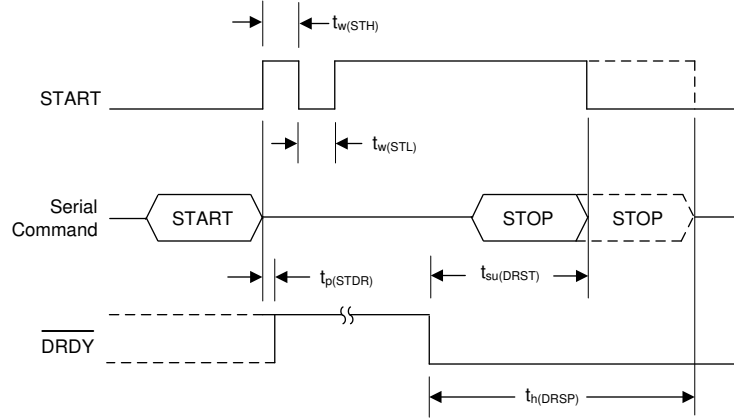 tw(STH)
START
tw(STL)
Serial
Command
START
STOP
STOP
tp(STDR)
tsu(DRST)
DRDY
th(DRSP)